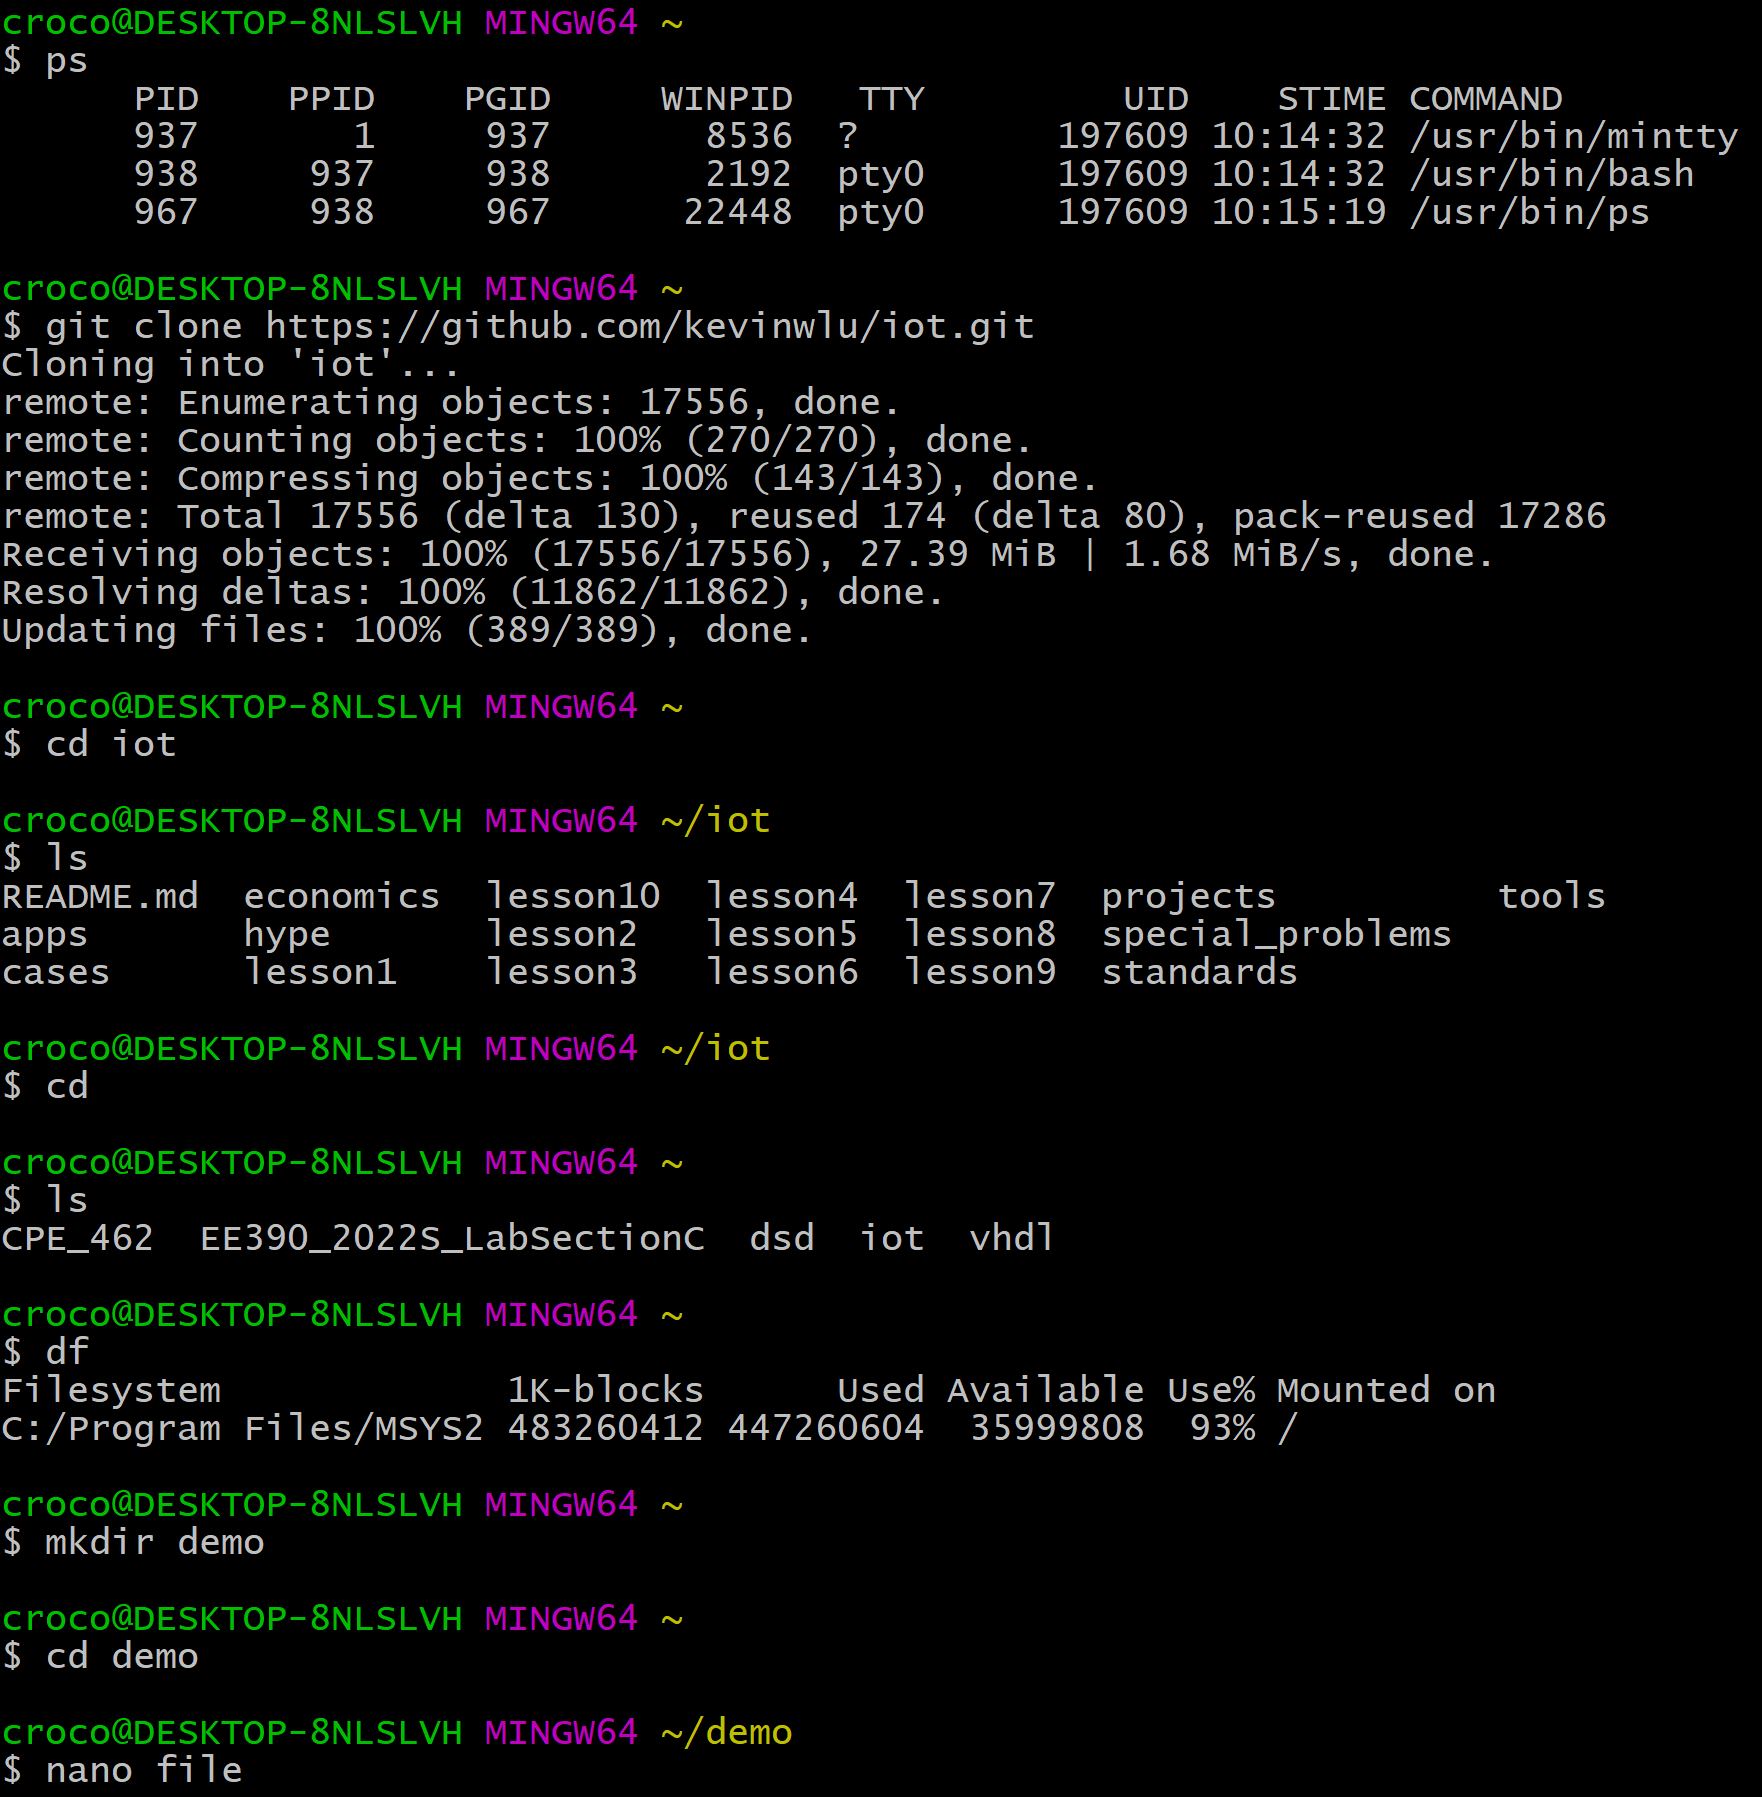 croco@DESKTOP-8NLSLVH MINGW64 ~
$ ps
      PID    PPID    PGID     WINPID   TTY         UID    STIME COMMAND
      937       1     937       8536  ?         197609 10:14:32 /usr/bin/mintty
      938     937     938       2192  pty0      197609 10:14:32 /usr/bin/bash
      967     938     967      22448  pty0      197609 10:15:19 /usr/bin/ps

croco@DESKTOP-8NLSLVH MINGW64 ~
$ git clone https://github.com/kevinwlu/iot.git
Cloning into 'iot'...
remote: Enumerating objects: 17556, done.
remote: Counting objects: 100% (270/270), done.
remote: Compressing objects: 100% (143/143), done.
remote: Total 17556 (delta 130), reused 174 (delta 80), pack-reused 17286
Receiving objects: 100% (17556/17556), 27.39 MiB | 1.68 MiB/s, done.
Resolving deltas: 100% (11862/11862), done.
Updating files: 100% (389/389), done.

croco@DESKTOP-8NLSLVH MINGW64 ~
$ cd iot

croco@DESKTOP-8NLSLVH MINGW64 ~/iot
$ ls
README.md  economics  lesson10  lesson4  lesson7  projects          tools
apps       hype       lesson2   lesson5  lesson8  special_problems
cases      lesson1    lesson3   lesson6  lesson9  standards

croco@DESKTOP-8NLSLVH MINGW64 ~/iot
$ cd

croco@DESKTOP-8NLSLVH MINGW64 ~
$ ls
CPE_462  EE390_2022S_LabSectionC  dsd  iot  vhdl

croco@DESKTOP-8NLSLVH MINGW64 ~
$ df
Filesystem             1K-blocks      Used Available Use% Mounted on
C:/Program Files/MSYS2 483260412 447260604  35999808  93% /

croco@DESKTOP-8NLSLVH MINGW64 ~
$ mkdir demo

croco@DESKTOP-8NLSLVH MINGW64 ~
$ cd demo

croco@DESKTOP-8NLSLVH MINGW64 ~/demo
$ nano file